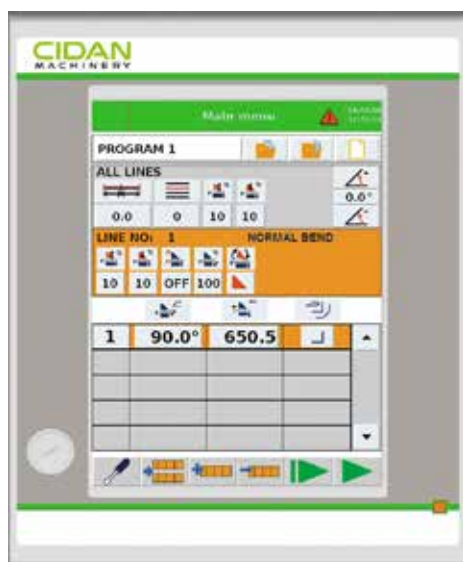 CIDAN
MACHINERY
Main menu
PROGRAM 1
ALL LINES
0.0°
0.0 0 10 10
LINE NO: 1 NORMAL BEND
10 10 OFF 100
1 90.0° 650.5